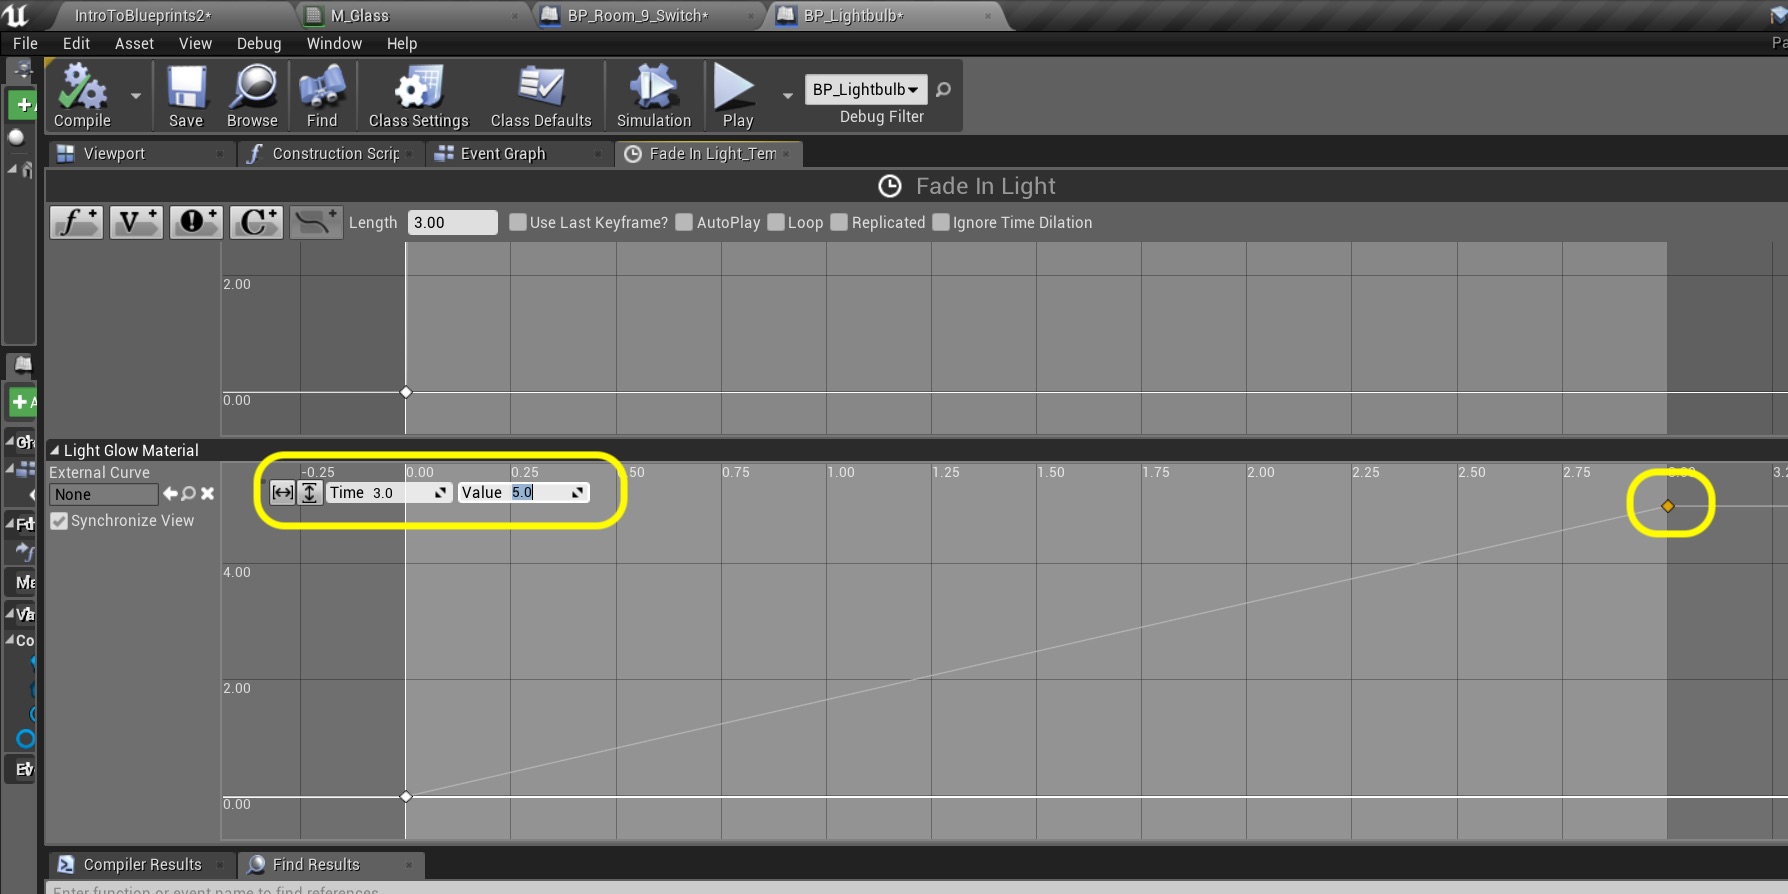 IntroToBlueprints2*
M_Glass
BP_Room_9_Switch*
BP_Lightbulb*
File Edit Asset View Debug Window Help
Pa
Compile
Save
Browse
Find
Class Settings
Class Defaults
Simulation
Play
BP_Lightbulb
Debug Filter
Viewport
Construction Scrip
Event Graph
Fade In Light_Tem
Fade In Light
f+ V+ C+ Length 3.00 Use Last Keyframe? AutoPlay Loop Replicated Ignore Time Dilation
2.00
0.00
Light Glow Material
External Curve
None
Synchronize View
-0.25 0.00 0.25 50 0.75 1.00 1.25 1.50 1.75 2.00 2.25 2.50 2.75 3.00 3.2
Time 3.0 Value 5.0
4.00
2.00
0.00
Co
Compiler Results
Find Results
Enter function or event name to find references